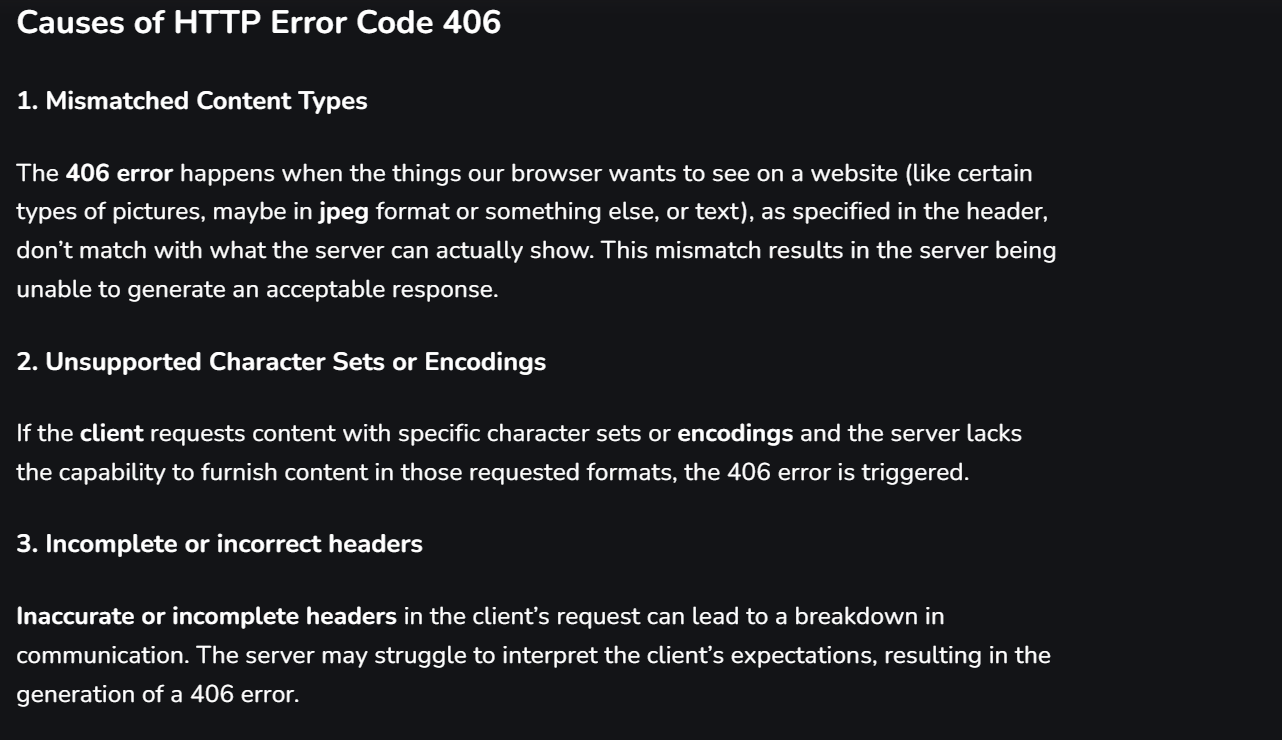 Causes of HTTP Error Code 406
1. Mismatched Content Types
The 406 error happens when the things our browser wants to see on a website (like certain
types of pictures, maybe in jpeg format or something else, or text), as specified in the header,
don’t match with what the server can actually show. This mismatch results in the server being
unable to generate an acceptable response.
2. Unsupported Character Sets or Encodings
If the client requests content with specific character sets or encodings and the server lacks
the capability to furnish content in those requested formats, the 406 error is triggered.
3. Incomplete or incorrect headers
Inaccurate or incomplete headers in the client’s request can lead to a breakdown in
communication. The server may struggle to interpret the client’s expectations, resulting in the
generation of a 406 error.